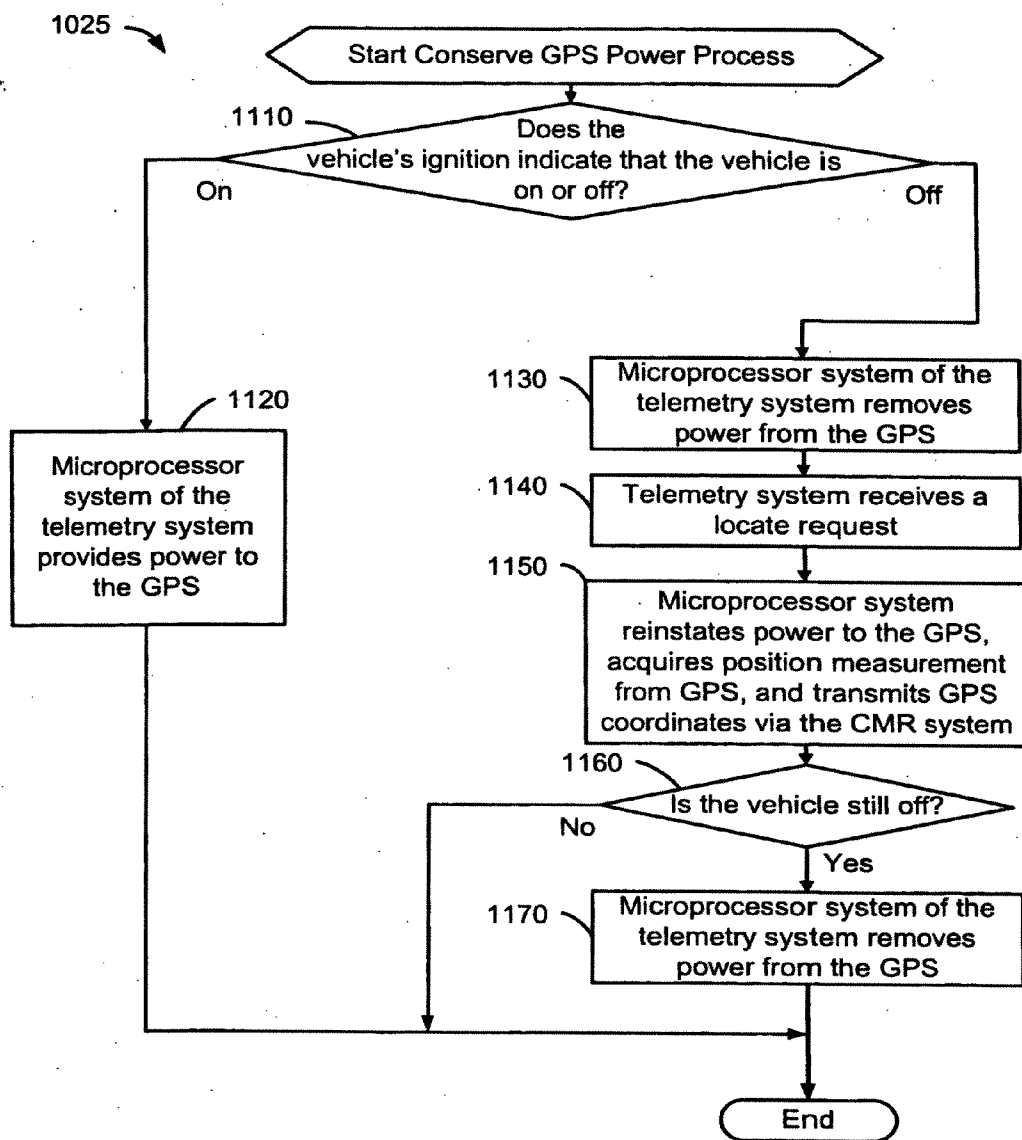 1025
Start Conserve GPS Power Process
1110
Does the
vehicle's ignition indicate that the vehicle is
on or off?
On
Off
1120
Microprocessor
system of the
telemetry system
provides power to
the GPS
1130
Microprocessor system of the
telemetry system removes
power from the GPS
1140
Telemetry system receives a
locate request
1150
Microprocessor system
reinstates power to the GPS,
acquires position measurement
from GPS, and transmits GPS
coordinates via the CMR system
1160
Is the vehicle still off?
No
Yes
1170
Microprocessor system of the
telemetry system removes
power from the GPS
End